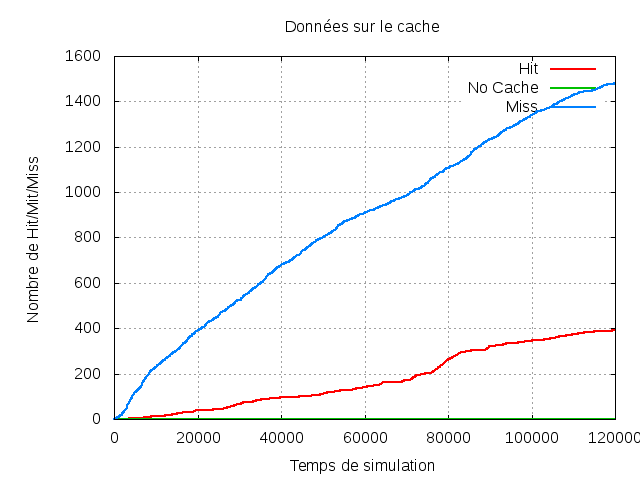 Données sur le cache
Nombre de Hit/Mit/Miss
1600
1400
1200
1000
800
600
400
200
0
Hit
No Cache
Miss
0 20000 40000 60000 80000 100000 120000
Temps de simulation